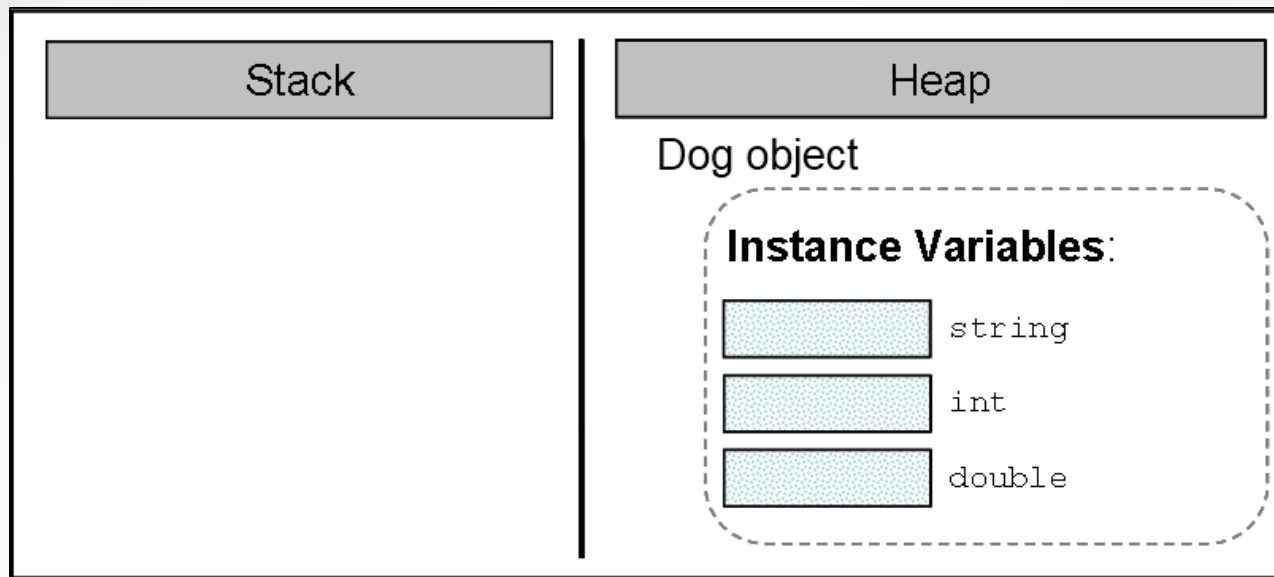 Stack
Heap
Dog object
Instance Variables:
string
int
double